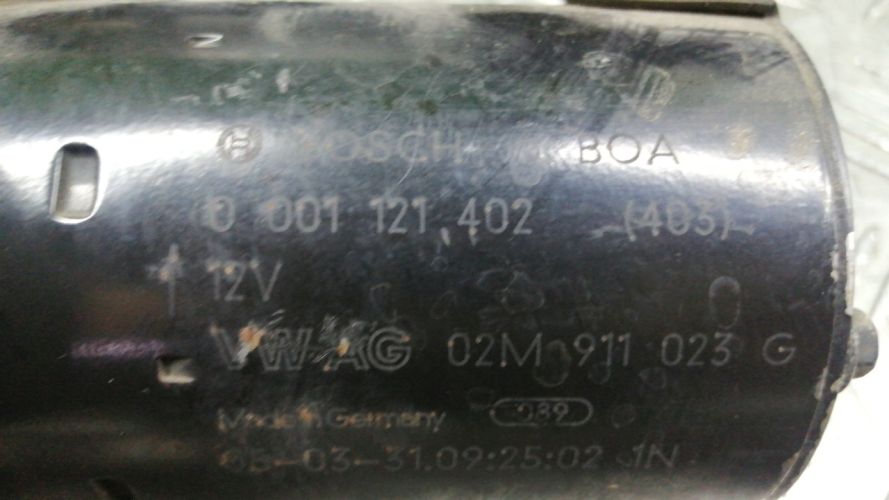 BOSCH BOA
0 001 121 402 (403)
12V
VW-AG 02M 911 023 G
Made in Germany 089
05-03-31.09:25:02 1N